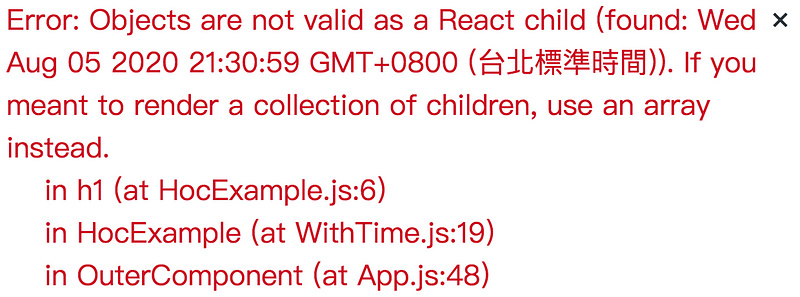 Error: Objects are not valid as a React child (found: Wed ×
Aug 05 2020 21:30:59 GMT+0800 (台北標準時間)). If you
meant to render a collection of children, use an array
instead.
in h1 (at HocExample.js:6)
in HocExample (at WithTime.js:19)
in OuterComponent (at App.js:48)